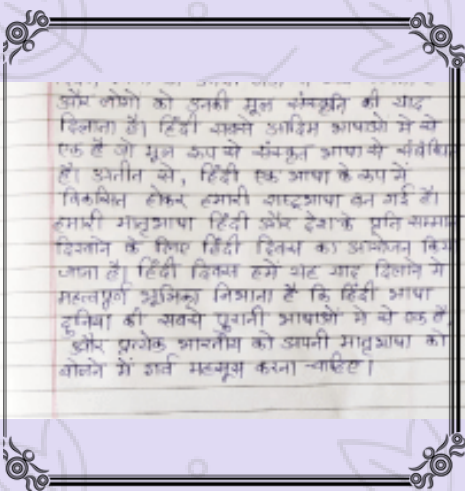 और लोगों को उनकी मूल संस्कृति की याद
दिलाना है। हिंदी सबसे आदिम भाषाओं में से
एक है जो मूल रूप से संस्कृत भाषा से संबंधित
है। अतीत से, हिंदी एक भाषा के रूप में
विकसित होकर हमारी राष्ट्रभाषा बन गई है।
हमारी मातृभाषा हिंदी और देश के प्रति सम्मान
दिखाने के लिए हिंदी दिवस का आयोजन किया
जाता है। हिंदी दिवस हमें यह याद दिलाने में
महत्वपूर्ण भूमिका निभाता है कि हिंदी भाषा
दुनिया की सबसे पुरानी भाषाओं में से एक है,
और प्रत्येक भारतीय को अपनी मातृभाषा को
बोलने में गर्व महसूस करना चाहिए।